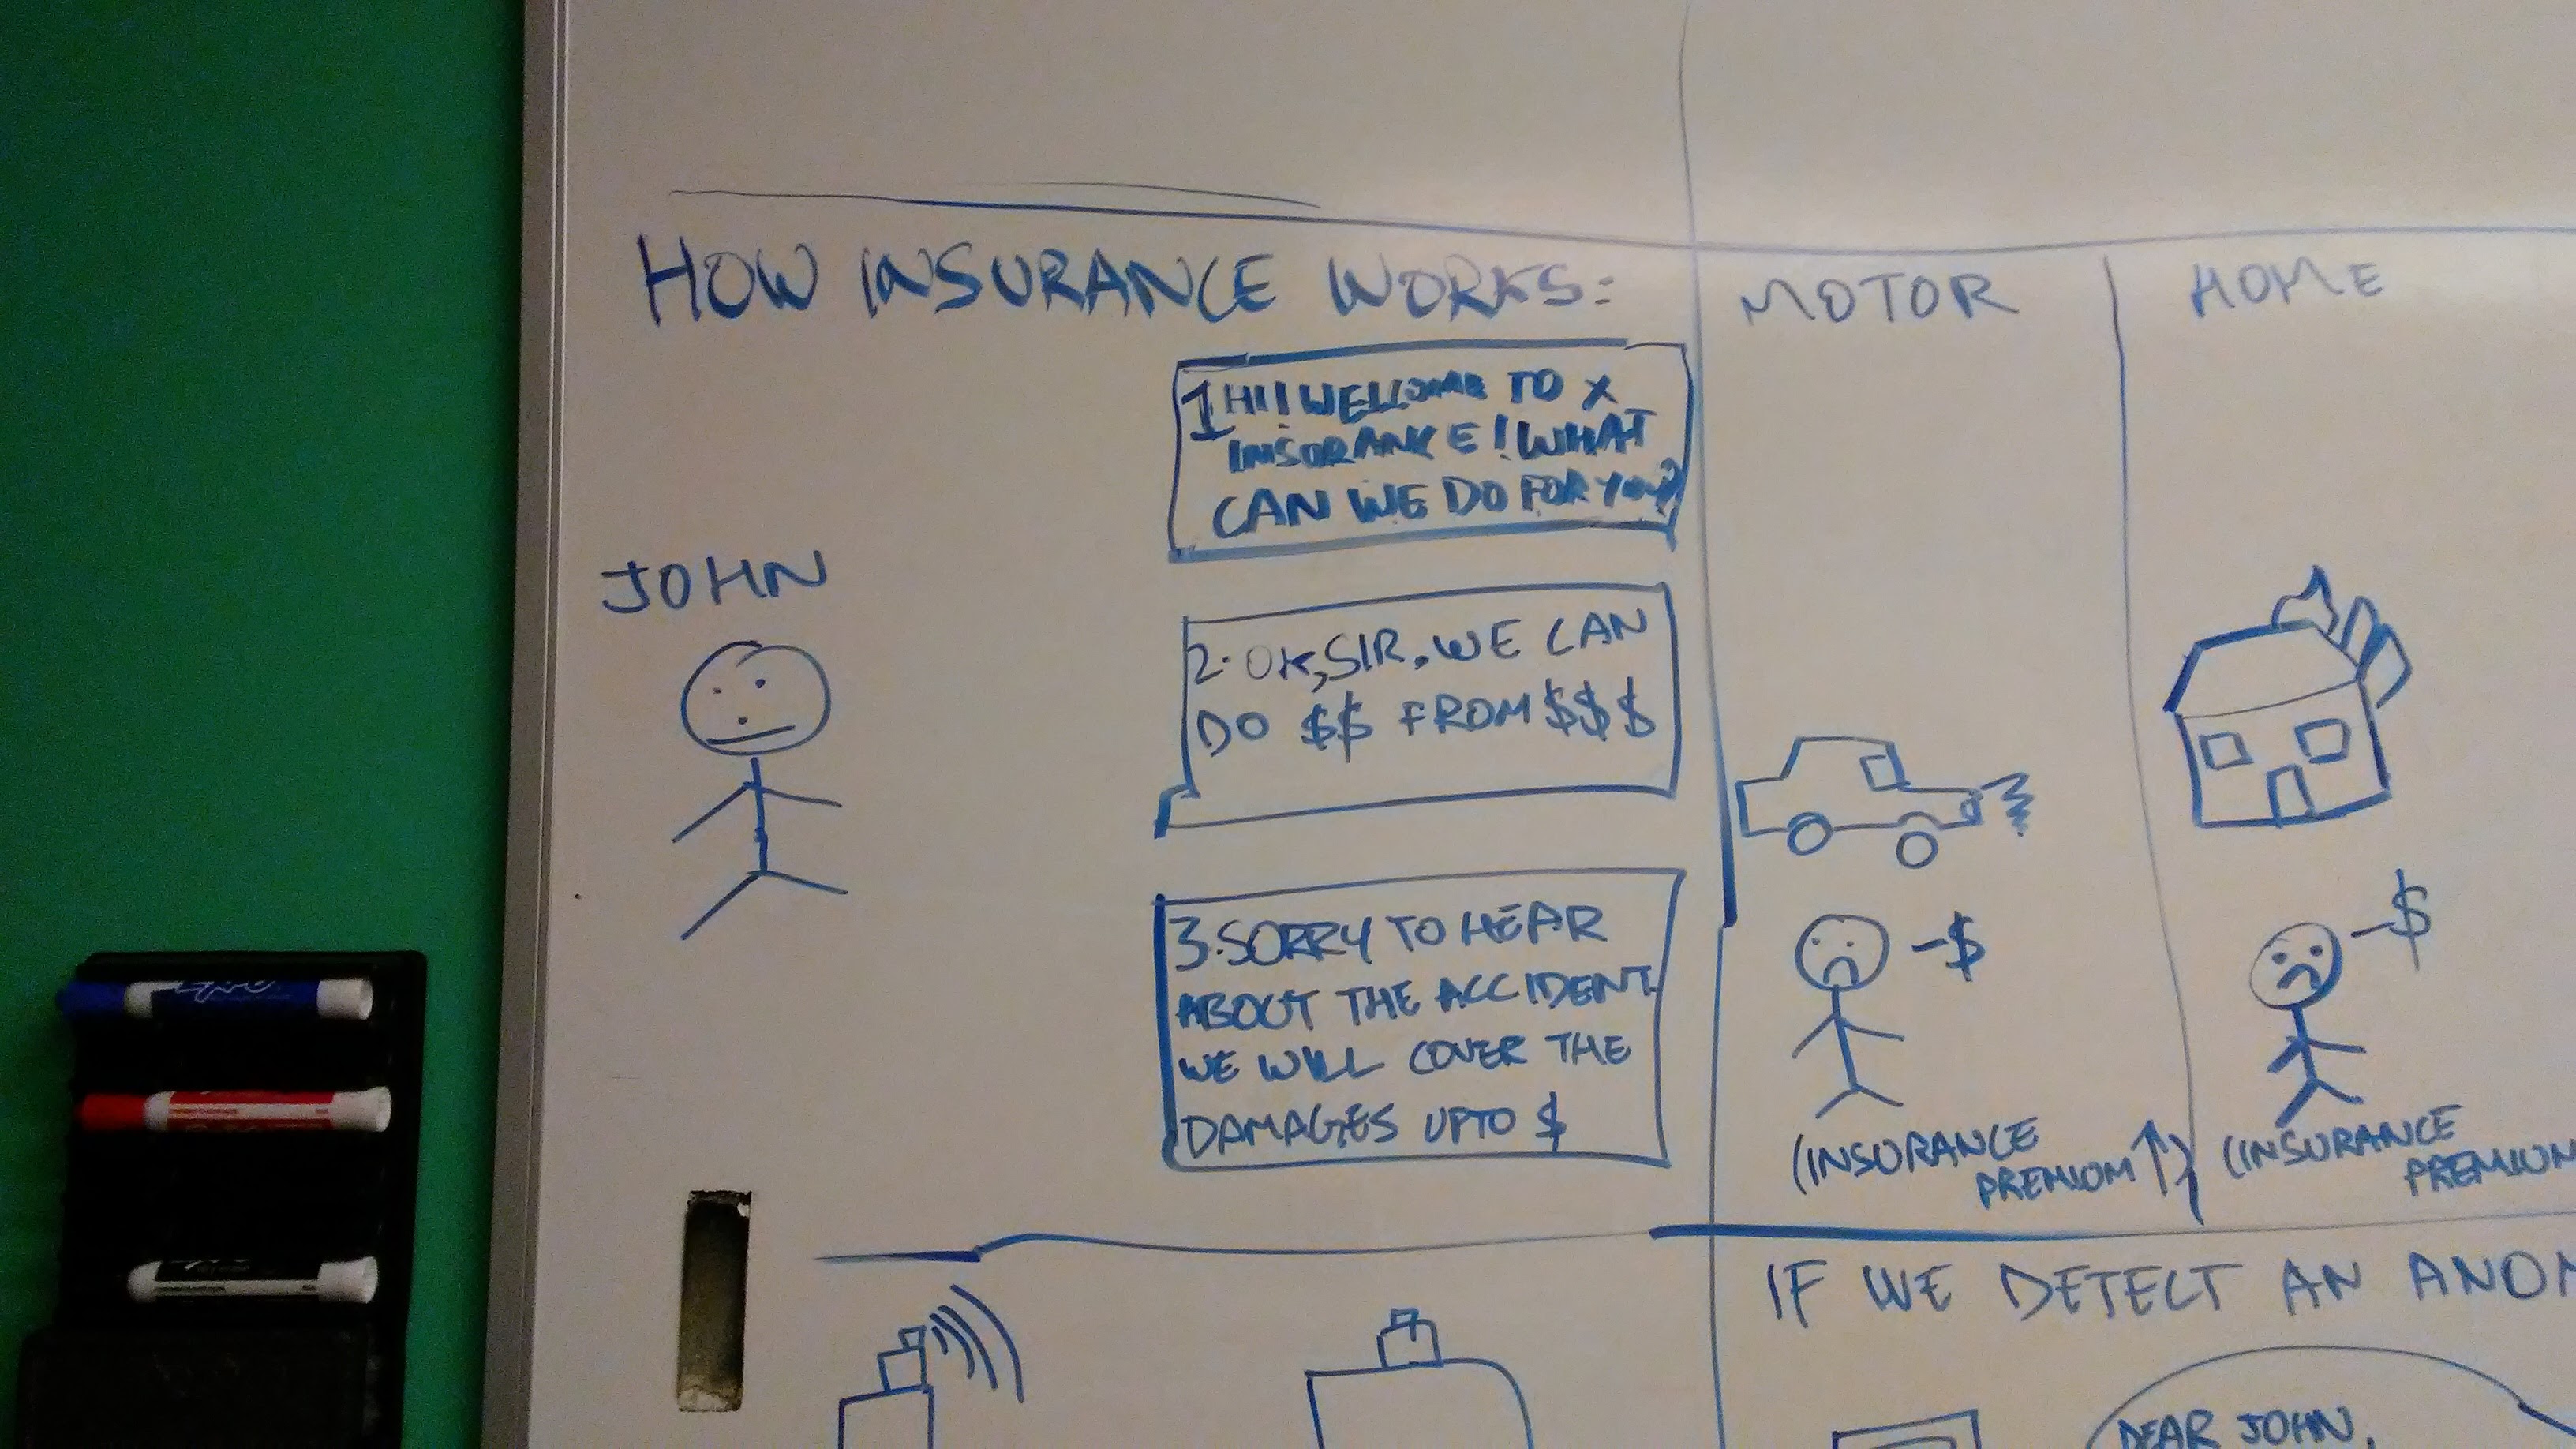 HOW INSURANCE WORKS:
JOHN
1 HI! WELCOME TO X
INSURANCE! WHAT
CAN WE DO FOR YOU?
2. OK, SIR. WE CAN
DO $$ FROM $$$
3. SORRY TO HEAR
ABOUT THE ACCIDENT.
WE WILL COVER THE
DAMAGES UPTO $
MOTOR
-$
(INSURANCE
PREMIUM ↑)
HOME
-$
(INSURANCE
PREMIUM
IF WE DETECT AN ANOM
DEAR JOHN,
EXPO